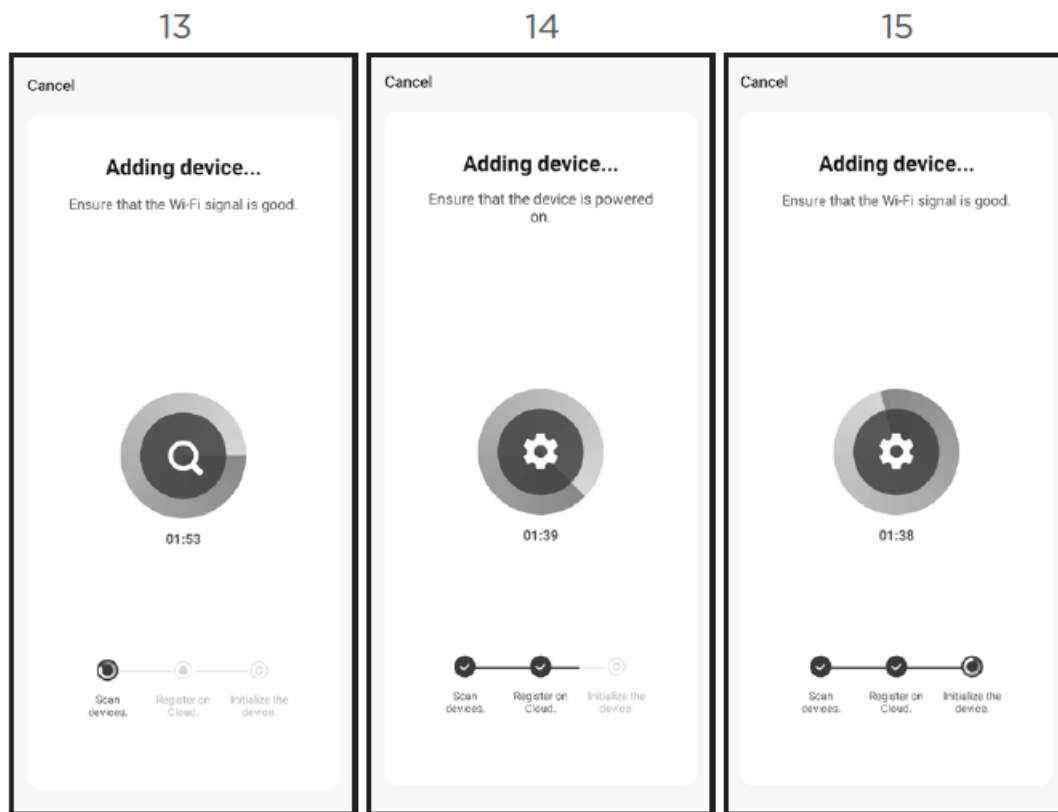 13
Cancel
Adding device...
Ensure that the Wi-Fi signal is good.
01:53
Scan
devices.
Register on
Cloud.
Initialize the
device.
14
Cancel
Adding device...
Ensure that the device is powered
on.
01:39
Scan
devices.
Register on
Cloud.
Initialize the
device.
15
Cancel
Adding device...
Ensure that the Wi-Fi signal is good.
01:38
Scan
devices.
Register on
Cloud.
Initialize the
device.